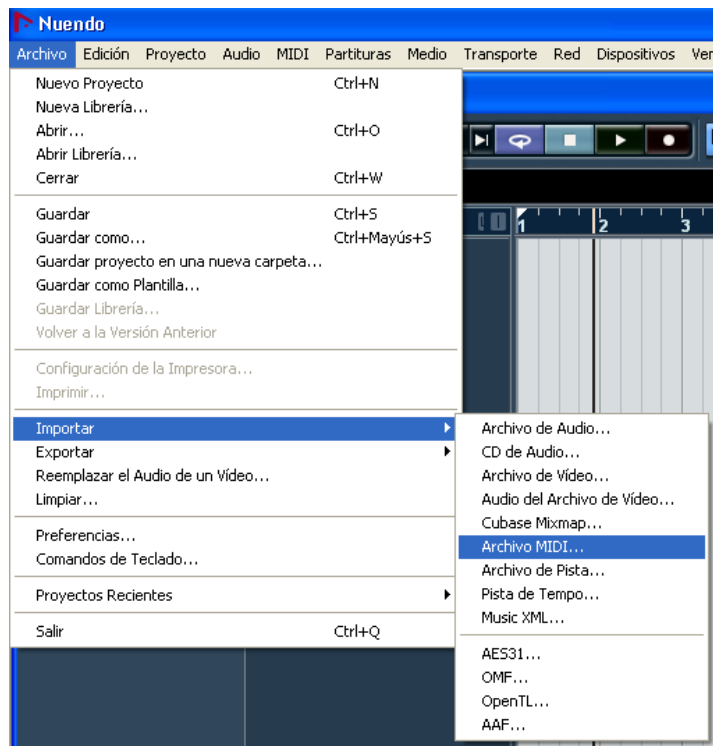 Nuendo
Archivo Edición Proyecto Audio MIDI Partituras Medio Transporte Red Dispositivos Ver
Nuevo Proyecto Ctrl+N
Nueva Librería...
Abrir... Ctrl+O
Abrir Librería...
Cerrar Ctrl+W
Guardar Ctrl+S
Guardar como... Ctrl+Mayús+S
Guardar proyecto en una nueva carpeta...
Guardar como Plantilla...
Guardar Librería...
Volver a la Versión Anterior
Configuración de la Impresora...
Imprimir...
Importar
Exportar
Reemplazar el Audio de un Vídeo...
Limpiar...
Preferencias...
Comandos de Teclado...
Proyectos Recientes
Salir Ctrl+Q
1 2 3
Archivo de Audio...
CD de Audio...
Archivo de Vídeo...
Audio del Archivo de Vídeo...
Cubase Mixmap...
Archivo MIDI...
Archivo de Pista...
Pista de Tempo...
Music XML...
AES31...
OMF...
OpenTL...
AAF...